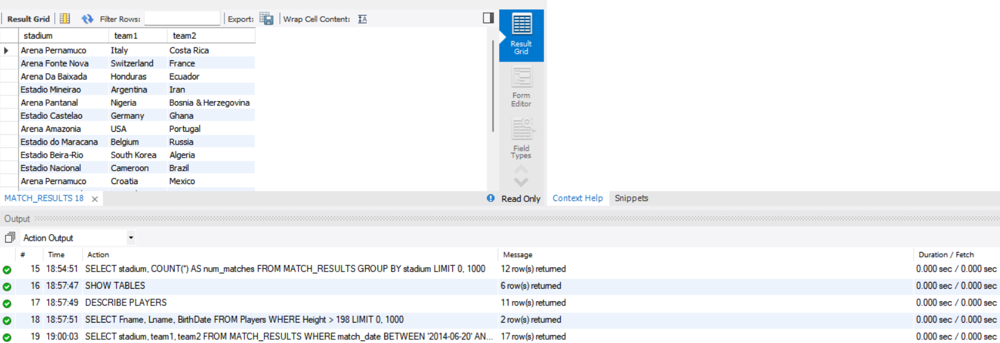 Result Grid Filter Rows: Export: Wrap Cell Content: IA
stadium team1 team2
Arena Pernamuco Italy Costa Rica
Arena Fonte Nova Switzerland France
Arena Da Baixada Honduras Ecuador
Estadio Mineirao Argentina Iran
Arena Pantanal Nigeria Bosnia & Herzegovina
Estadio Castelao Germany Ghana
Arena Amazonia USA Portugal
Estadio do Maracana Belgium Russia
Estadio Beira-Rio South Korea Algeria
Estadio Nacional Cameroon Brazil
Arena Pernamuco Croatia Mexico
Result
Grid
Form
Editor
Field
Types
MATCH_RESULTS 18 Read Only Context Help Snippets
Output
Action Output
# Time Action Message Duration / Fetch
15 18:54:51 SELECT stadium, COUNT(*) AS num_matches FROM MATCH_RESULTS GROUP BY stadium LIMIT 0, 1000 12 row(s) returned 0.000 sec / 0.000 sec
16 18:57:47 SHOW TABLES 6 row(s) returned 0.000 sec / 0.000 sec
17 18:57:49 DESCRIBE PLAYERS 11 row(s) returned 0.000 sec / 0.000 sec
18 18:57:51 SELECT Fname, Lname, BirthDate FROM Players WHERE Height > 198 LIMIT 0, 1000 2 row(s) returned 0.000 sec / 0.000 sec
19 19:00:03 SELECT stadium, team1, team2 FROM MATCH_RESULTS WHERE match_date BETWEEN '2014-06-20' AN... 17 row(s) returned 0.000 sec / 0.000 sec